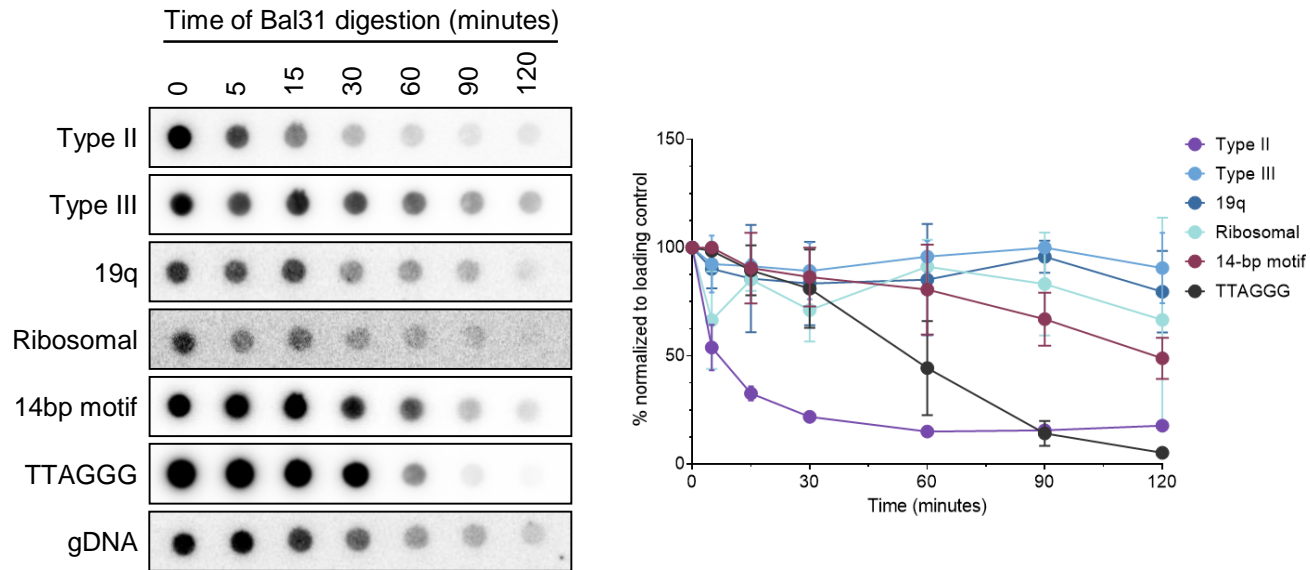 Time of Bal31 digestion (minutes)
0 5 15 30 60 90 120
Type II
Type III
19q
Ribosomal
14bp motif
TTAGGG
gDNA
150
100
50
0
% normalized to loading control
0 30 60 90 120
Time (minutes)
Type II
Type III
19q
Ribosomal
14-bp motif
TTAGGG